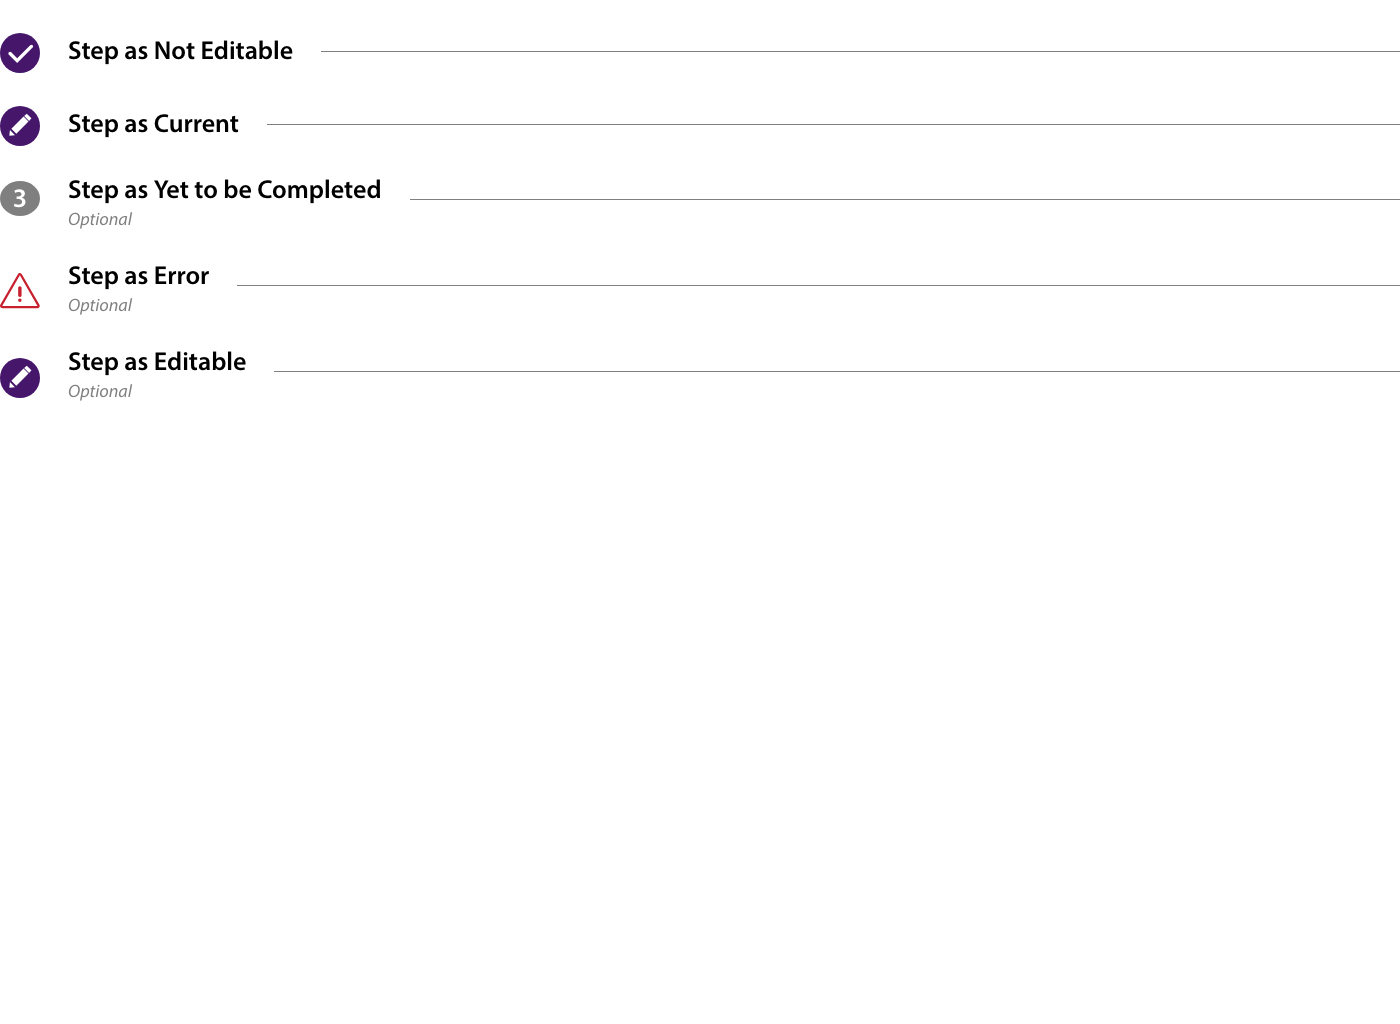 Step as Not Editable
Step as Current
3
Step as Yet to be Completed
Optional
Step as Error
Optional
Step as Editable
Optional